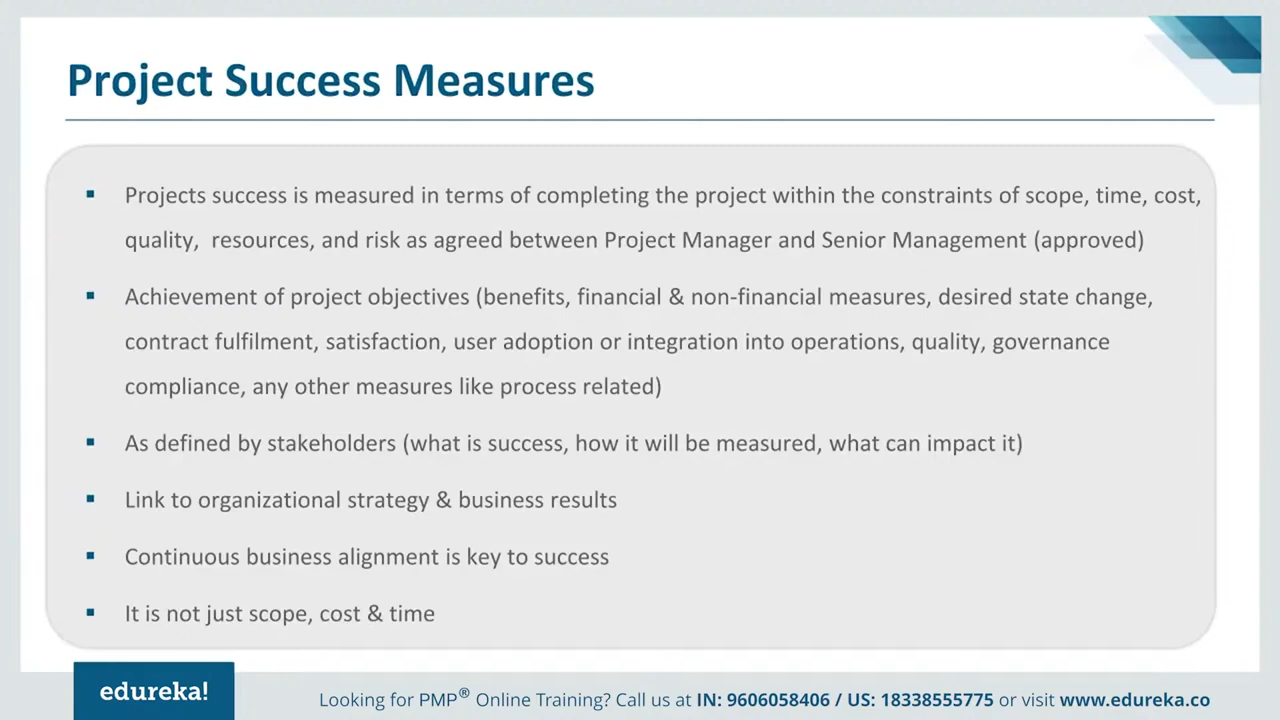 Project Success Measures
▪ Projects success is measured in terms of completing the project within the constraints of scope, time, cost,
quality, resources, and risk as agreed between Project Manager and Senior Management (approved)
▪ Achievement of project objectives (benefits, financial & non-financial measures, desired state change,
contract fulfilment, satisfaction, user adoption or integration into operations, quality, governance
compliance, any other measures like process related)
▪ As defined by stakeholders (what is success, how it will be measured, what can impact it)
▪ Link to organizational strategy & business results
▪ Continuous business alignment is key to success
▪ It is not just scope, cost & time
edureka!
Looking for PMP® Online Training? Call us at IN: 9606058406 / US: 18338555775 or visit www.edureka.co